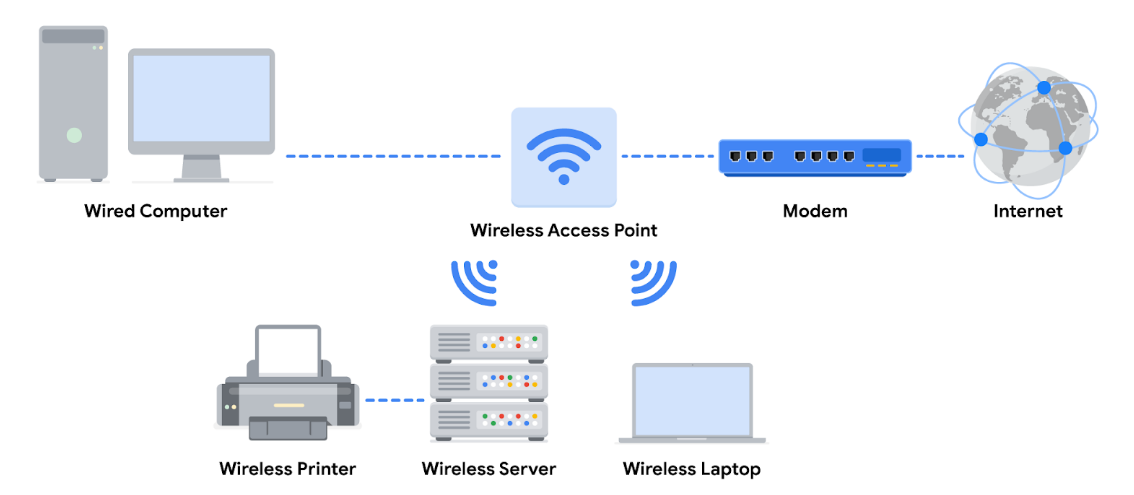 Wired Computer
Wireless Access Point
Modem
Internet
Wireless Printer
Wireless Server
Wireless Laptop